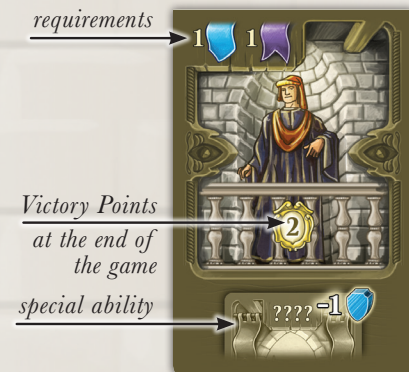 requirements
1 1
Victory Points
at the end of
the game
2
special ability
???? -1